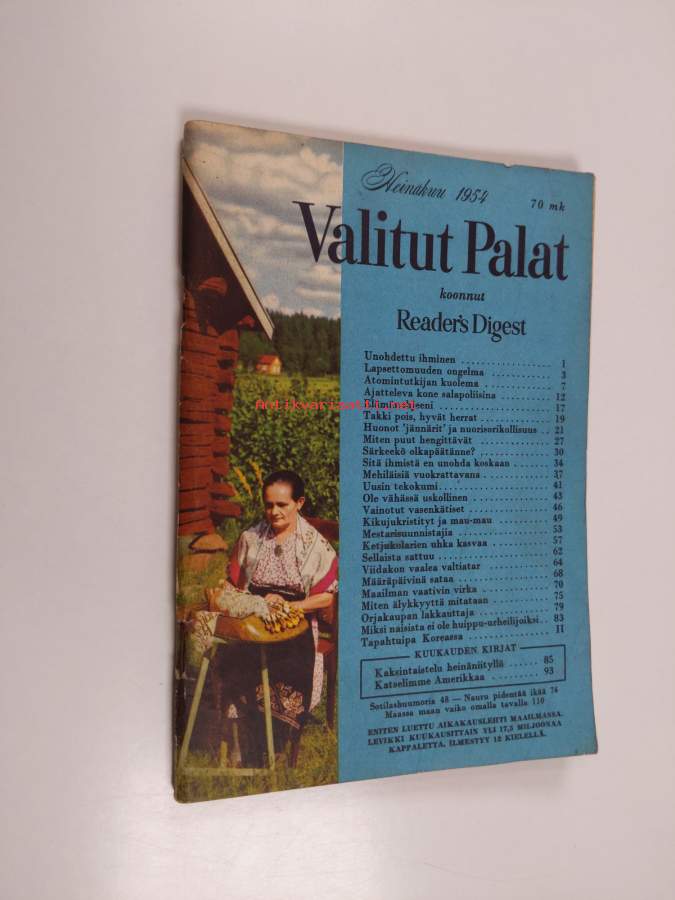 Heinäkuu 1954
70 mk
Valitut Palat
koonnut
Reader's Digest
Unohdettu ihminen 1
Lapsettomuuden ongelma 3
Atomintutkijan kuolema 7
Ajatteleva kone salapoliisina 12
Antikvariaatti.net
17
Takki pois, hyvät herrat 19
Huonot 'jännärit' ja nuorisorikollisuus 21
Miten puut hengittävät 27
Särkeekö olkapäätänne? 30
Sitä ihmistä en unohda koskaan 34
Mehiläisiä vuokrattavana 37
Uusin tekokumi 41
Ole vähässä uskollinen 43
Vainotut vasenkätiset 46
Kikujukristityt ja mau-mau 49
Mestarisuunnistajia 53
Ketjukolarien uhka kasvaa 57
Sellaista sattuu 62
Viidakon vaalea valtiatar 64
Määräpäivinä sataa 68
Maailman vaativin virka 70
Miten älykkyyttä mitataan 75
Orjakaupan lakkauttaja 79
Miksi naisista ei ole huippu-urheilijoiksi 83
Tapahtuipa Koreassa 11
KUUKAUDEN KIRJAT
Kaksintaistelu heinäniityllä 85
Katselimme Amerikkaa 93
Sotilashuumoria 48 — Nauru pidentää ikää 74
Maassa maan vaiko omalla tavalla 110
ENITEN LUETTU AIKAKAUSLEHTI MAAILMASSA.
LEVIKKI KUUKAUSITTAIN YLI 17,5 MILJOONAA
KAPPALETTA. ILMESTYY 12 KIELELLÄ.